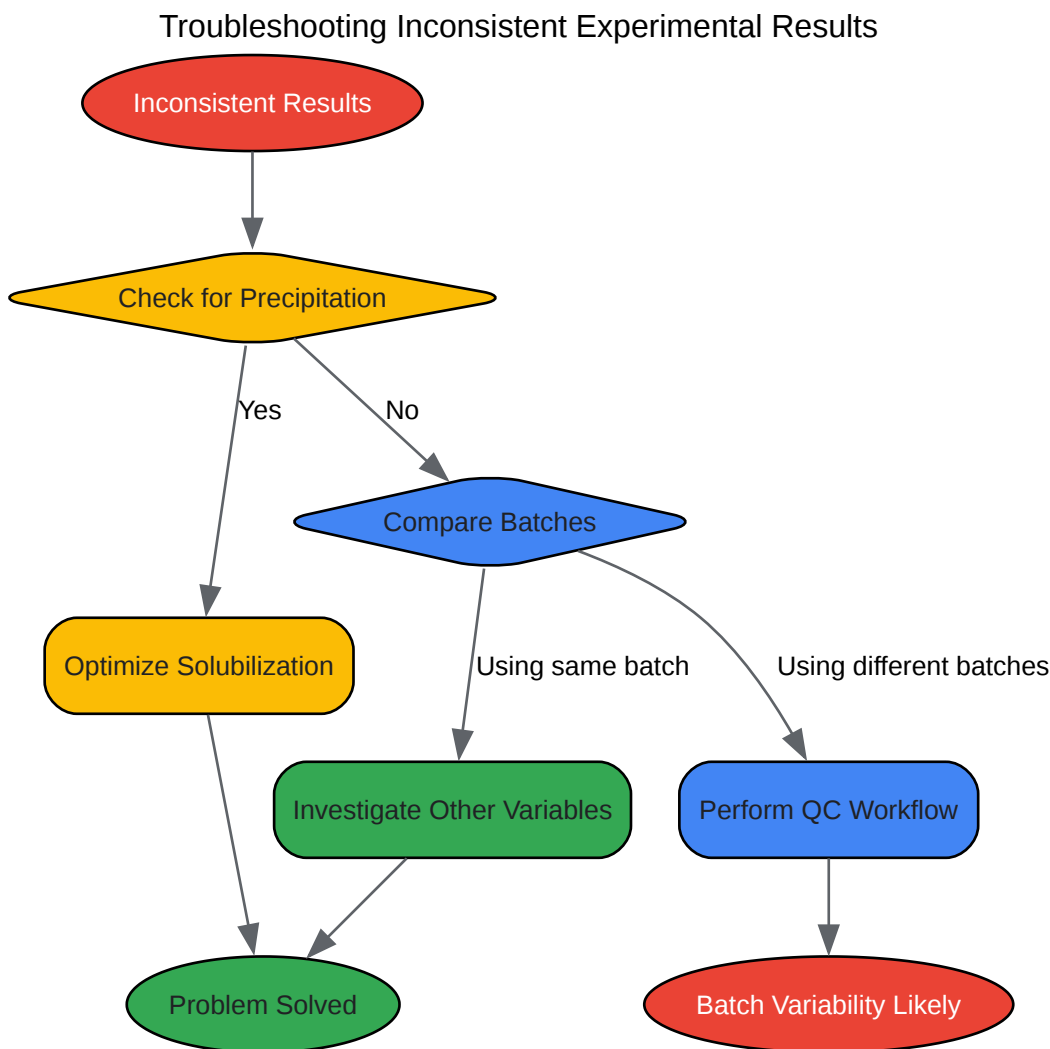 Troubleshooting Inconsistent Experimental Results
Inconsistent Results
Check for Precipitation
Yes
No
Compare Batches
Optimize Solubilization
Using same batch
Using different batches
Investigate Other Variables
Perform QC Workflow
Problem Solved
Batch Variability Likely